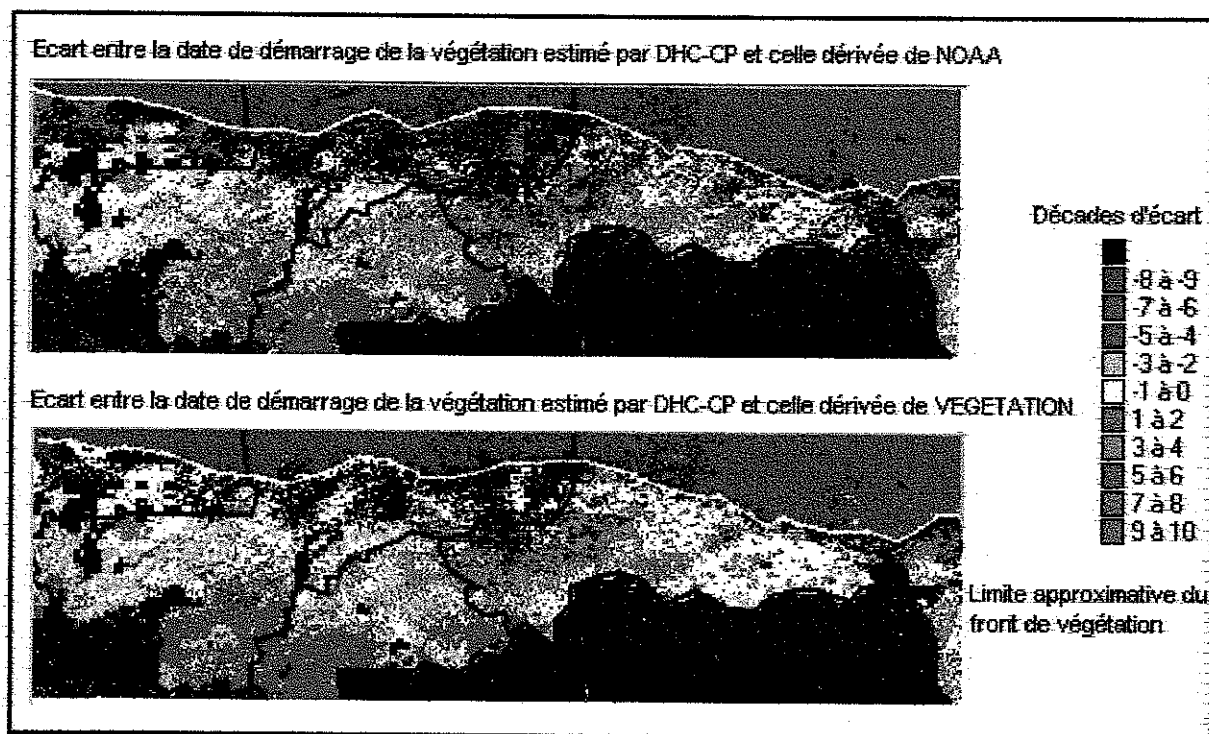 Ecart entre la date de démarrage de la végétation estimé par DHC-CP et celle dérivée de NOAA
Décades d'écart
-8 à -9
-7 à -6
-5 à -4
-3 à -2
-1 à 0
1 à 2
3 à 4
5 à 6
7 à 8
9 à 10
Ecart entre la date de démarrage de la végétation estimé par DHC-CP et celle dérivée de VEGETATION
Limite approximative du
front de végétation